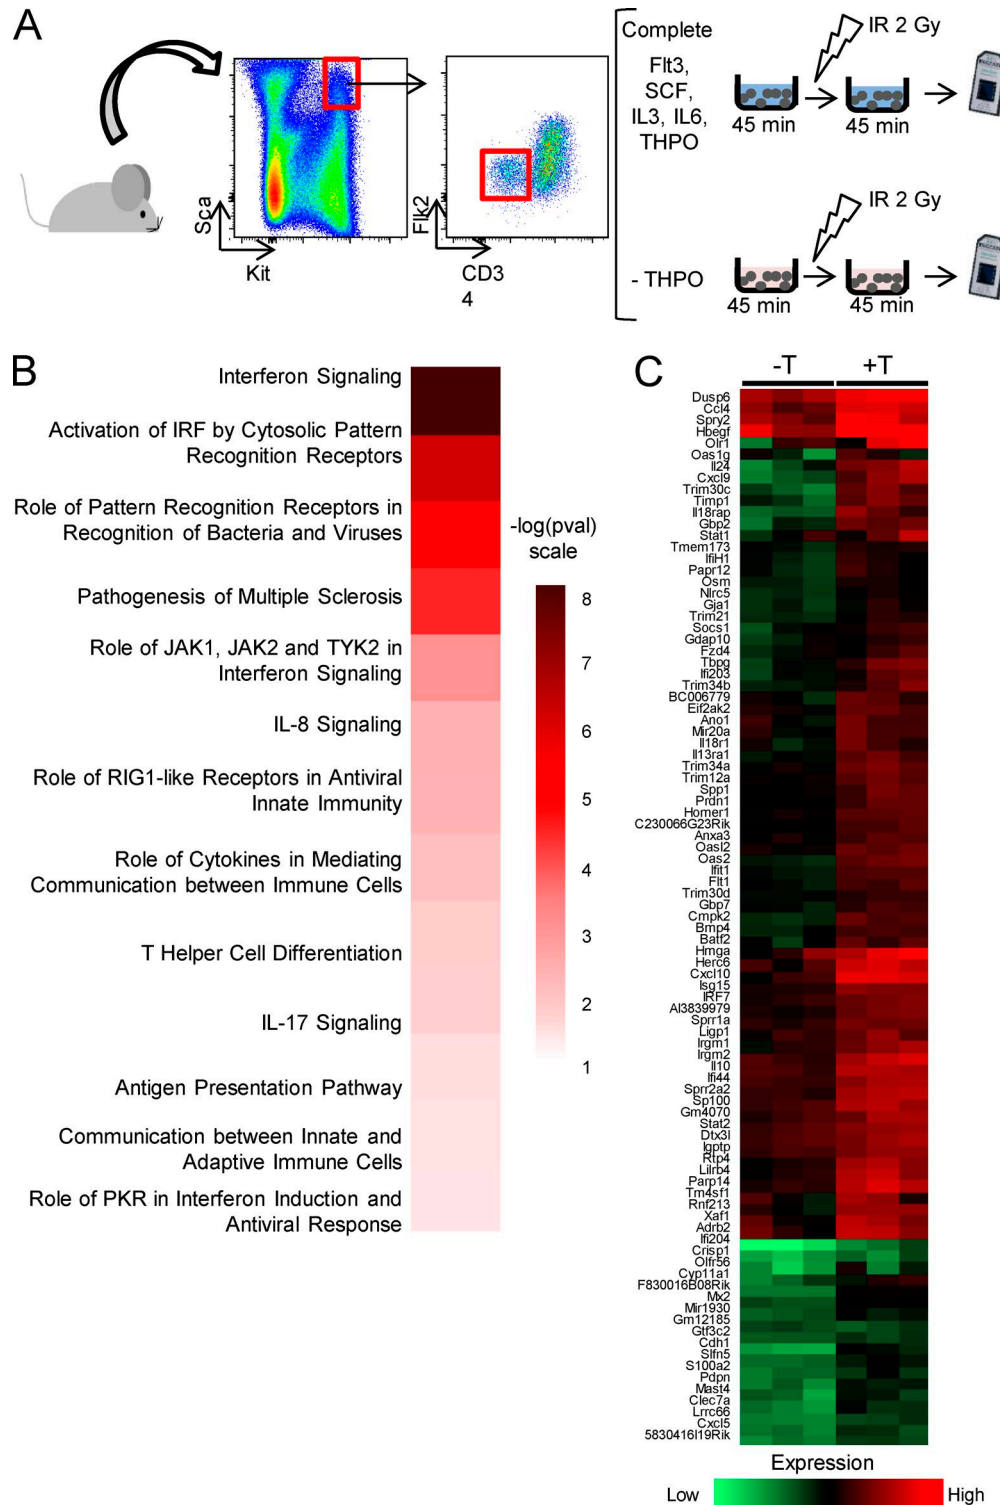 A
Sca
Kit
Flk2
CD3
4
Complete
Flt3,
SCF,
IL3, IL6,
THPO
IR 2 Gy
45 min
45 min
- THPO
IR 2 Gy
45 min
45 min
B
Interferon Signaling
Activation of IRF by Cytosolic Pattern
Recognition Receptors
Role of Pattern Recognition Receptors in
Recognition of Bacteria and Viruses
Pathogenesis of Multiple Sclerosis
Role of JAK1, JAK2 and TYK2 in
Interferon Signaling
IL-8 Signaling
Role of RIG1-like Receptors in Antiviral
Innate Immunity
Role of Cytokines in Mediating
Communication between Immune Cells
T Helper Cell Differentiation
IL-17 Signaling
Antigen Presentation Pathway
Communication between Innate and
Adaptive Immune Cells
Role of PKR in Interferon Induction and
Antiviral Response
-log(pval)
scale
8
7
6
5
4
3
2
1
C
-T
+T
Dusp6
Ccl4
Spry2
Hbegf
Olr1
Oas1g
Il24
Cxcl9
Trim30c
Timp1
Il18rap
Gbp2
Stat1
Tmem173
IfiH1
Papr12
Osm
Nlrc5
Gja1
Trim21
Socs1
Gdap10
Fzd4
Tbpg
Ifi203
Trim34b
BC006779
Eif2ak2
Ano1
Mir20a
Il18r1
Il13ra1
Trim34a
Trim12a
Spp1
Prdn1
Homer1
C230066G23Rik
Anxa3
Oasl2
Oas2
Ifit1
Flt1
Trim30d
Gbp7
Cmpk2
Bmp4
Batf2
Hmga
Herc6
Cxcl10
Isg15
IRF7
AI3839979
Sprr1a
Ligp1
Irgm1
Irgm2
Il10
Ifi44
Sprr2a2
Sp100
Gm4070
Stat2
Dtx3l
Igptp
Rtp4
Lilrb4
Parp14
Tm4sf1
Rnf213
Xaf1
Adrb2
Ifi204
Crisp1
Olfr56
Cyp11a1
F830016B08Rik
Mx2
Mir1930
Gm12185
Gtf3c2
Cdh1
Slfn5
S100a2
Pdpn
Mast4
Clec7a
Lrrc66
Cxcl5
5830416I19Rik
Expression
Low
High